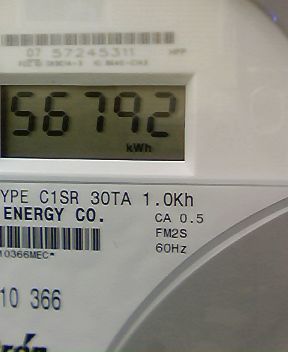 07 57245311
56792
kWh
YPE C1SR 30TA 1.0Kh
ENERGY CO.
CA 0.5
FM2S
60Hz
10366MEC*
10 366